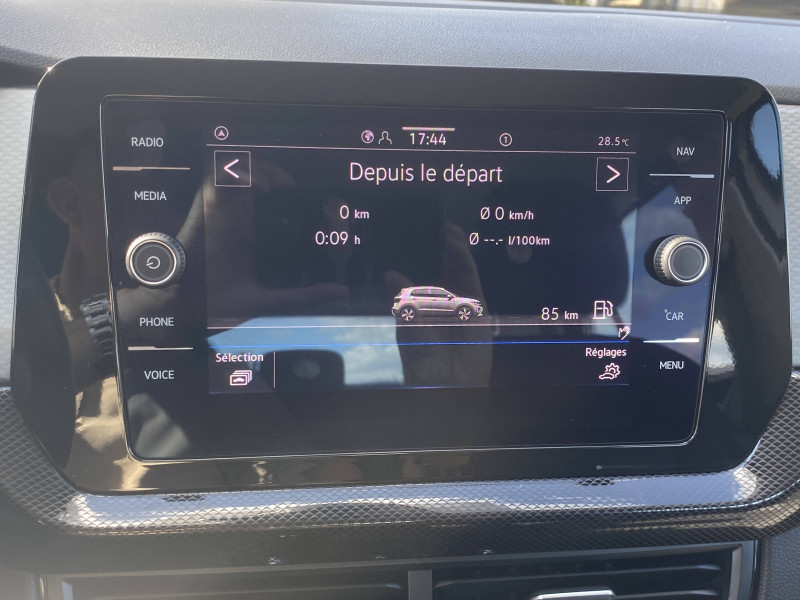 RADIO
MEDIA
PHONE
VOICE
17:44
1
28.5°C
Depuis le départ
0 km
Ø 0 km/h
0:09 h
Ø --.- l/100km
85 km
Sélection
Réglages
NAV
APP
CAR
MENU